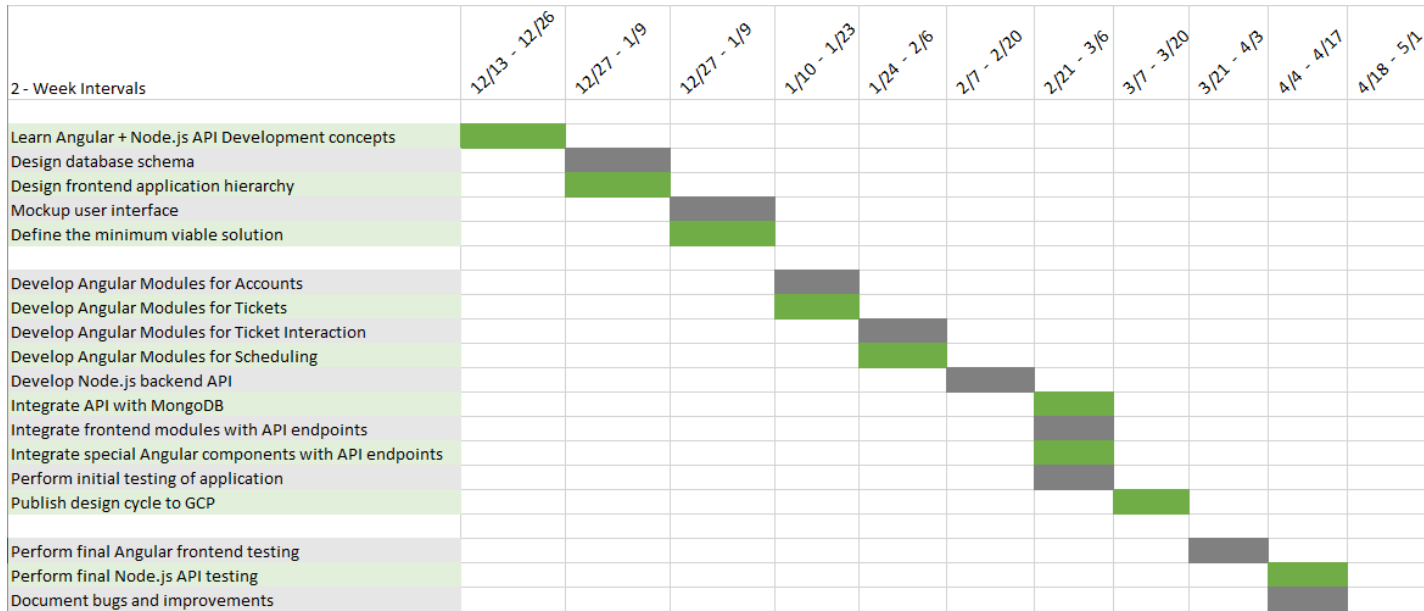 12/13 - 12/26
12/27 - 1/9
12/27 - 1/9
1/10 - 1/23
1/24 - 2/6
2/7 - 2/20
2/21 - 3/6
3/7 - 3/20
3/21 - 4/3
4/4 - 4/17
4/18 - 5/1
2 - Week Intervals
Learn Angular + Node.js API Development concepts
Design database schema
Design frontend application hierarchy
Mockup user interface
Define the minimum viable solution
Develop Angular Modules for Accounts
Develop Angular Modules for Tickets
Develop Angular Modules for Ticket Interaction
Develop Angular Modules for Scheduling
Develop Node.js backend API
Integrate API with MongoDB
Integrate frontend modules with API endpoints
Integrate special Angular components with API endpoints
Perform initial testing of application
Publish design cycle to GCP
Perform final Angular frontend testing
Perform final Node.js API testing
Document bugs and improvements